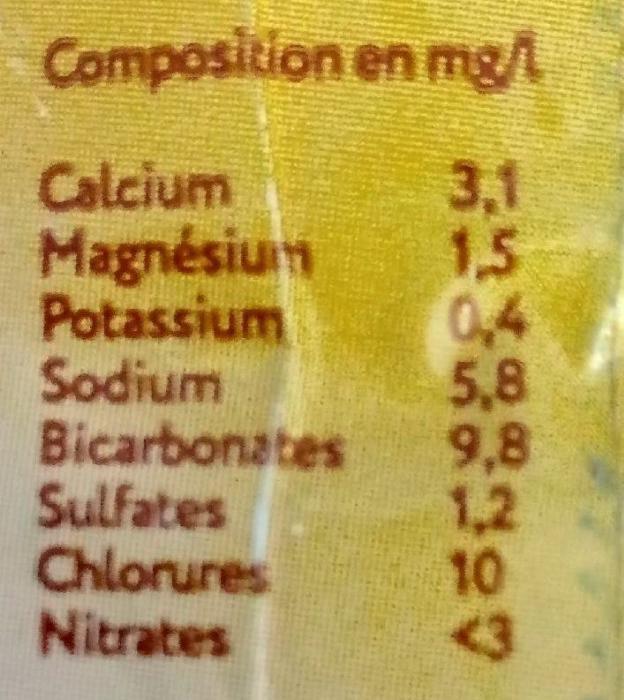 Composition en mg/l
Calcium 3,1
Magnésium 1,5
Potassium 0,4
Sodium 5,8
Bicarbonates 9,8
Sulfates 1,2
Chlorures 10
Nitrates <3